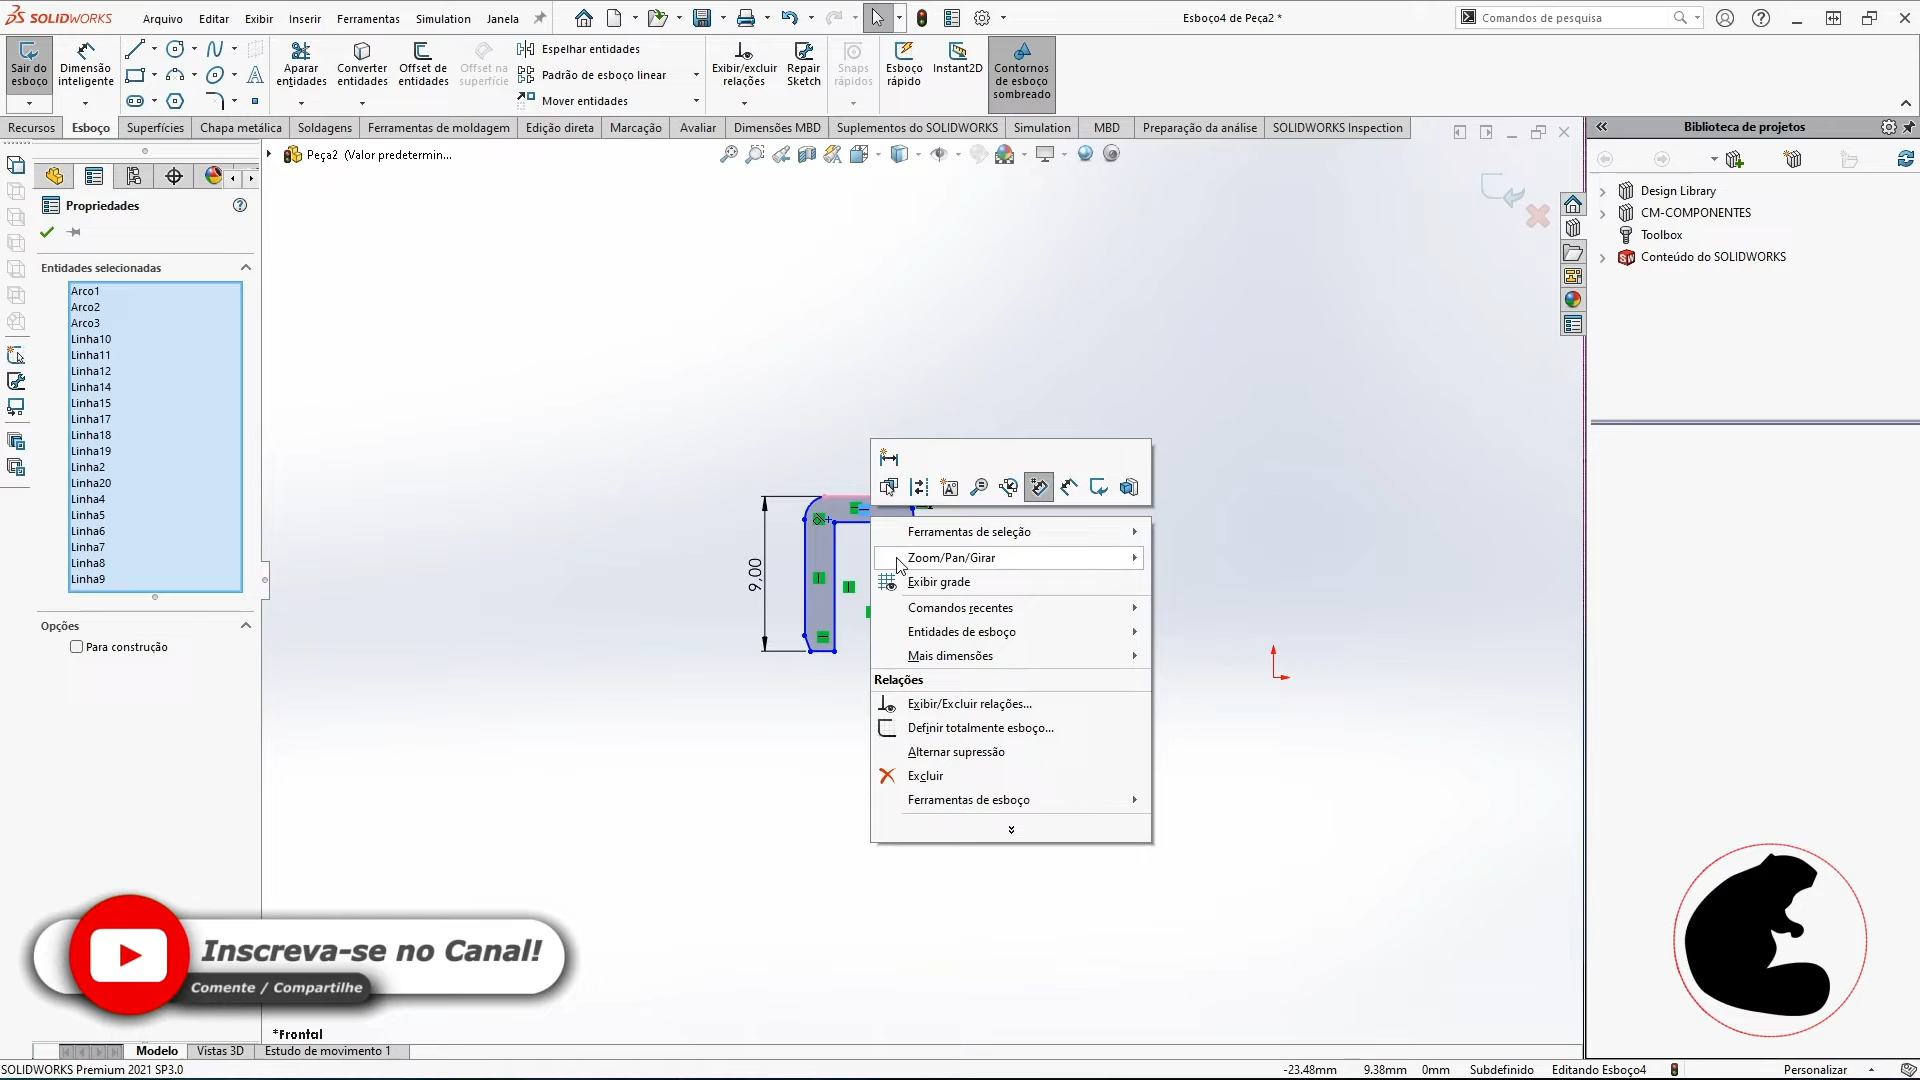 SOLIDWORKS
Arquivo Editar Exibir Inserir Ferramentas Simulation Janela
Esboço4 de Peça2 *
Comandos de pesquisa
Sair do esboço
Dimensão inteligente
Aparar entidades
Converter entidades
Offset de entidades
Offset na superfície
Espelhar entidades
Padrão de esboço linear
Mover entidades
Exibir/excluir relações
Repair Sketch
Snaps rápidos
Esboço rápido
Instant2D
Contornos de esboço sombreado
Recursos Esboço Superfícies Chapa metálica Soldagens Ferramentas de moldagem Edição direta Marcação Avaliar Dimensões MBD Suplementos do SOLIDWORKS Simulation MBD Preparação da análise SOLIDWORKS Inspection
Biblioteca de projetos
Peça2 (Valor predetermin...
Design Library
CM-COMPONENTES
Toolbox
Conteúdo do SOLIDWORKS
Propriedades
Entidades selecionadas
Arco1
Arco2
Arco3
Linha10
Linha11
Linha12
Linha14
Linha15
Linha17
Linha18
Linha19
Linha2
Linha20
Linha4
Linha5
Linha6
Linha7
Linha8
Linha9
Opções
Para construção
9,00
Ferramentas de seleção
Zoom/Pan/Girar
Exibir grade
Comandos recentes
Entidades de esboço
Mais dimensões
Relações
Exibir/Excluir relações...
Definir totalmente esboço...
Alternar supressão
Excluir
Ferramentas de esboço
Inscreva-se no Canal!
Comente / Compartilhe
*Frontal
Modelo Vistas 3D Estudo de movimento 1
SOLIDWORKS Premium 2021 SP3.0
-23.48mm 9.38mm 0mm Subdefinido Editando Esboço4 Personalizar